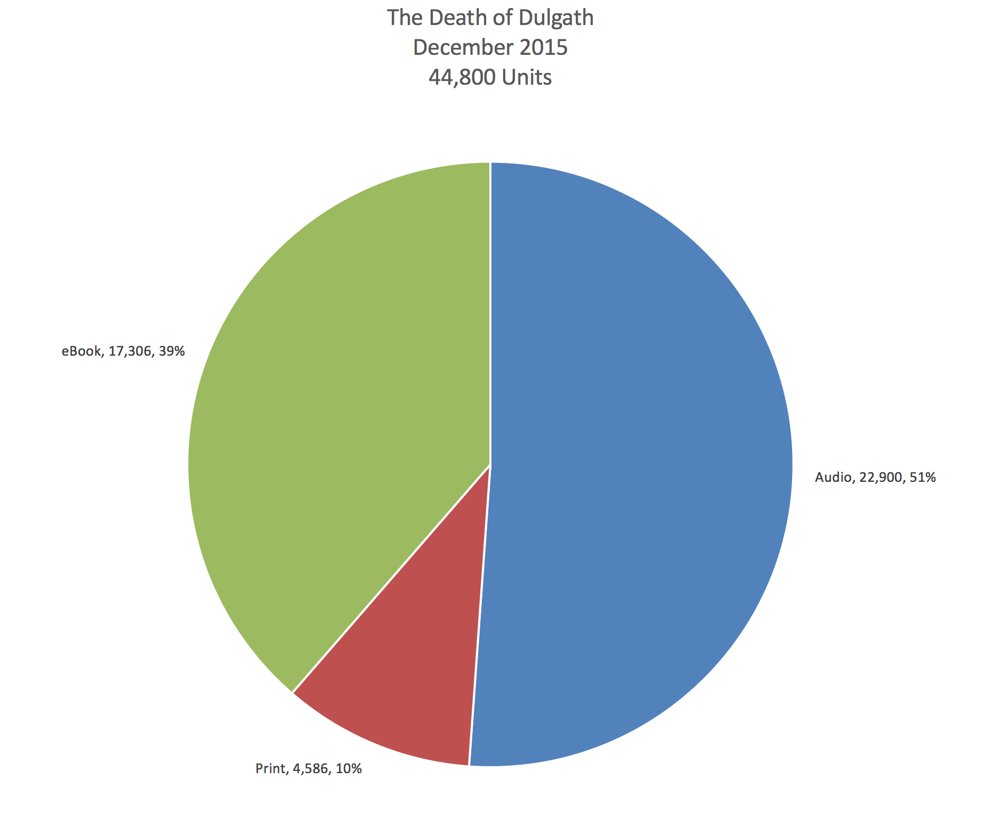 The Death of Dulgath
December 2015
44,800 Units
eBook, 17,306, 39%
Audio, 22,900, 51%
Print, 4,586, 10%